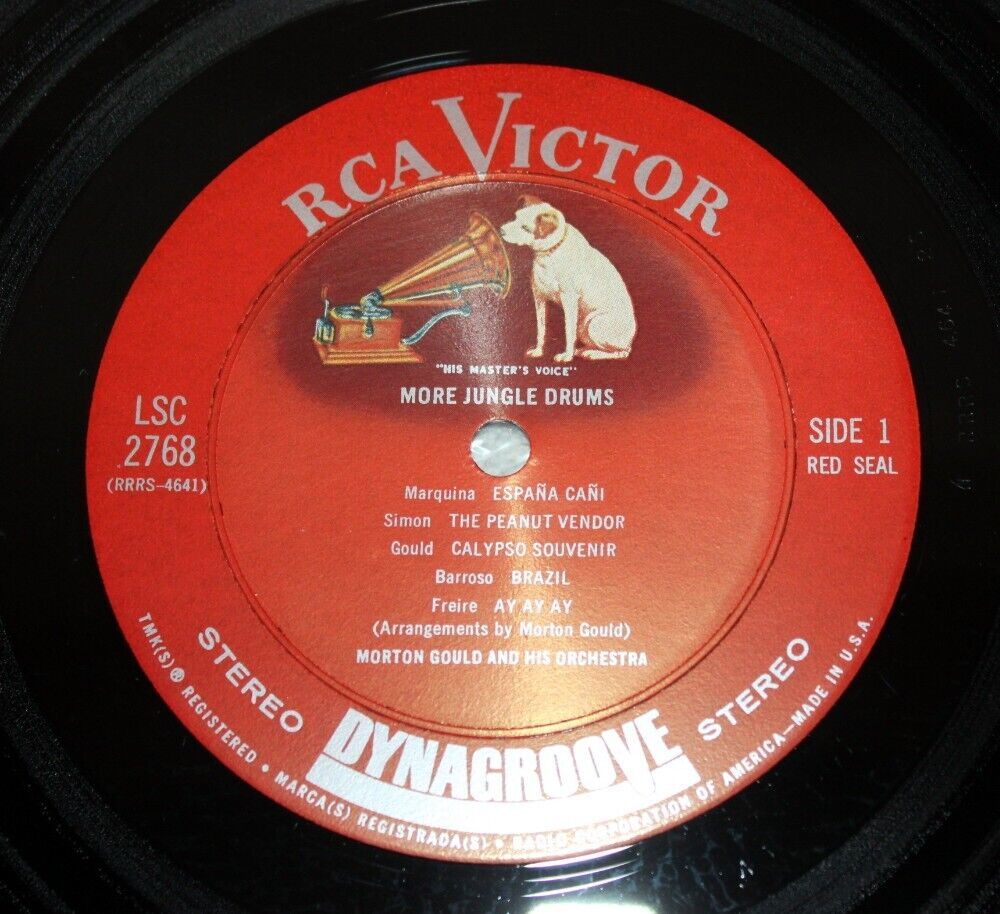 RCA VICTOR
"HIS MASTER'S VOICE"
MORE JUNGLE DRUMS
LSC
2768
(RRRS-4641)
SIDE 1
RED SEAL
Marquina ESPAÑA CAÑI
Simon THE PEANUT VENDOR
Gould CALYPSO SOUVENIR
Barroso BRAZIL
Freire AY AY AY
(Arrangements by Morton Gould)
MORTON GOULD AND HIS ORCHESTRA
STEREO
DYNAGROOVE
STEREO
TMK(S)® REGISTERED • MARCA(S) REGISTRADA(S) • RADIO CORPORATION OF AMERICA—MADE IN U.S.A.